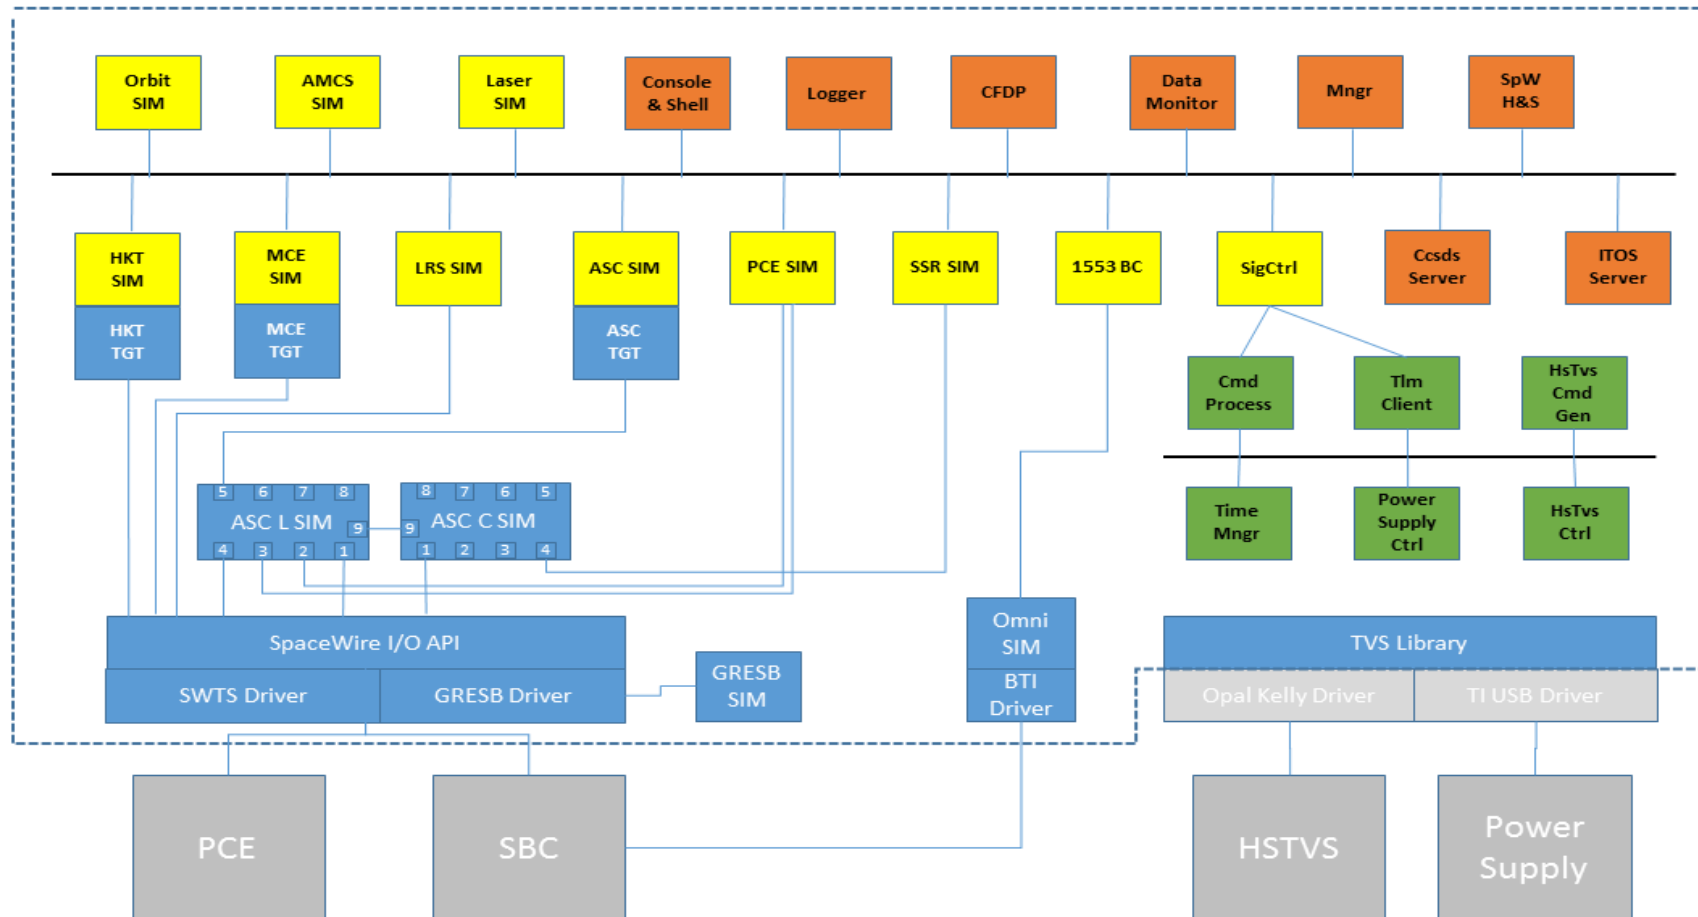 Orbit
SIM
AMCS
SIM
Laser
SIM
Console
& Shell
Logger
CFDP
Data
Monitor
Mngr
SpW
H&S
HKT
SIM
MCE
SIM
LRS SIM
ASC SIM
PCE SIM
SSR SIM
1553 BC
SigCtrl
Ccsds
Server
ITOS
Server
HKT
TGT
MCE
TGT
ASC
TGT
Cmd
Process
Tlm
Client
HsTvs
Cmd
Gen
5 6 7 8
ASC L SIM
9
4 3 2 1
8 7 6 5
ASC C SIM
9
1 2 3 4
Time
Mngr
Power
Supply
Ctrl
HsTvs
Ctrl
SpaceWire I/O API
SWTS Driver
GRESB Driver
GRESB
SIM
Omni
SIM
BTI
Driver
TVS Library
Opal Kelly Driver
TI USB Driver
PCE
SBC
HSTVS
Power
Supply